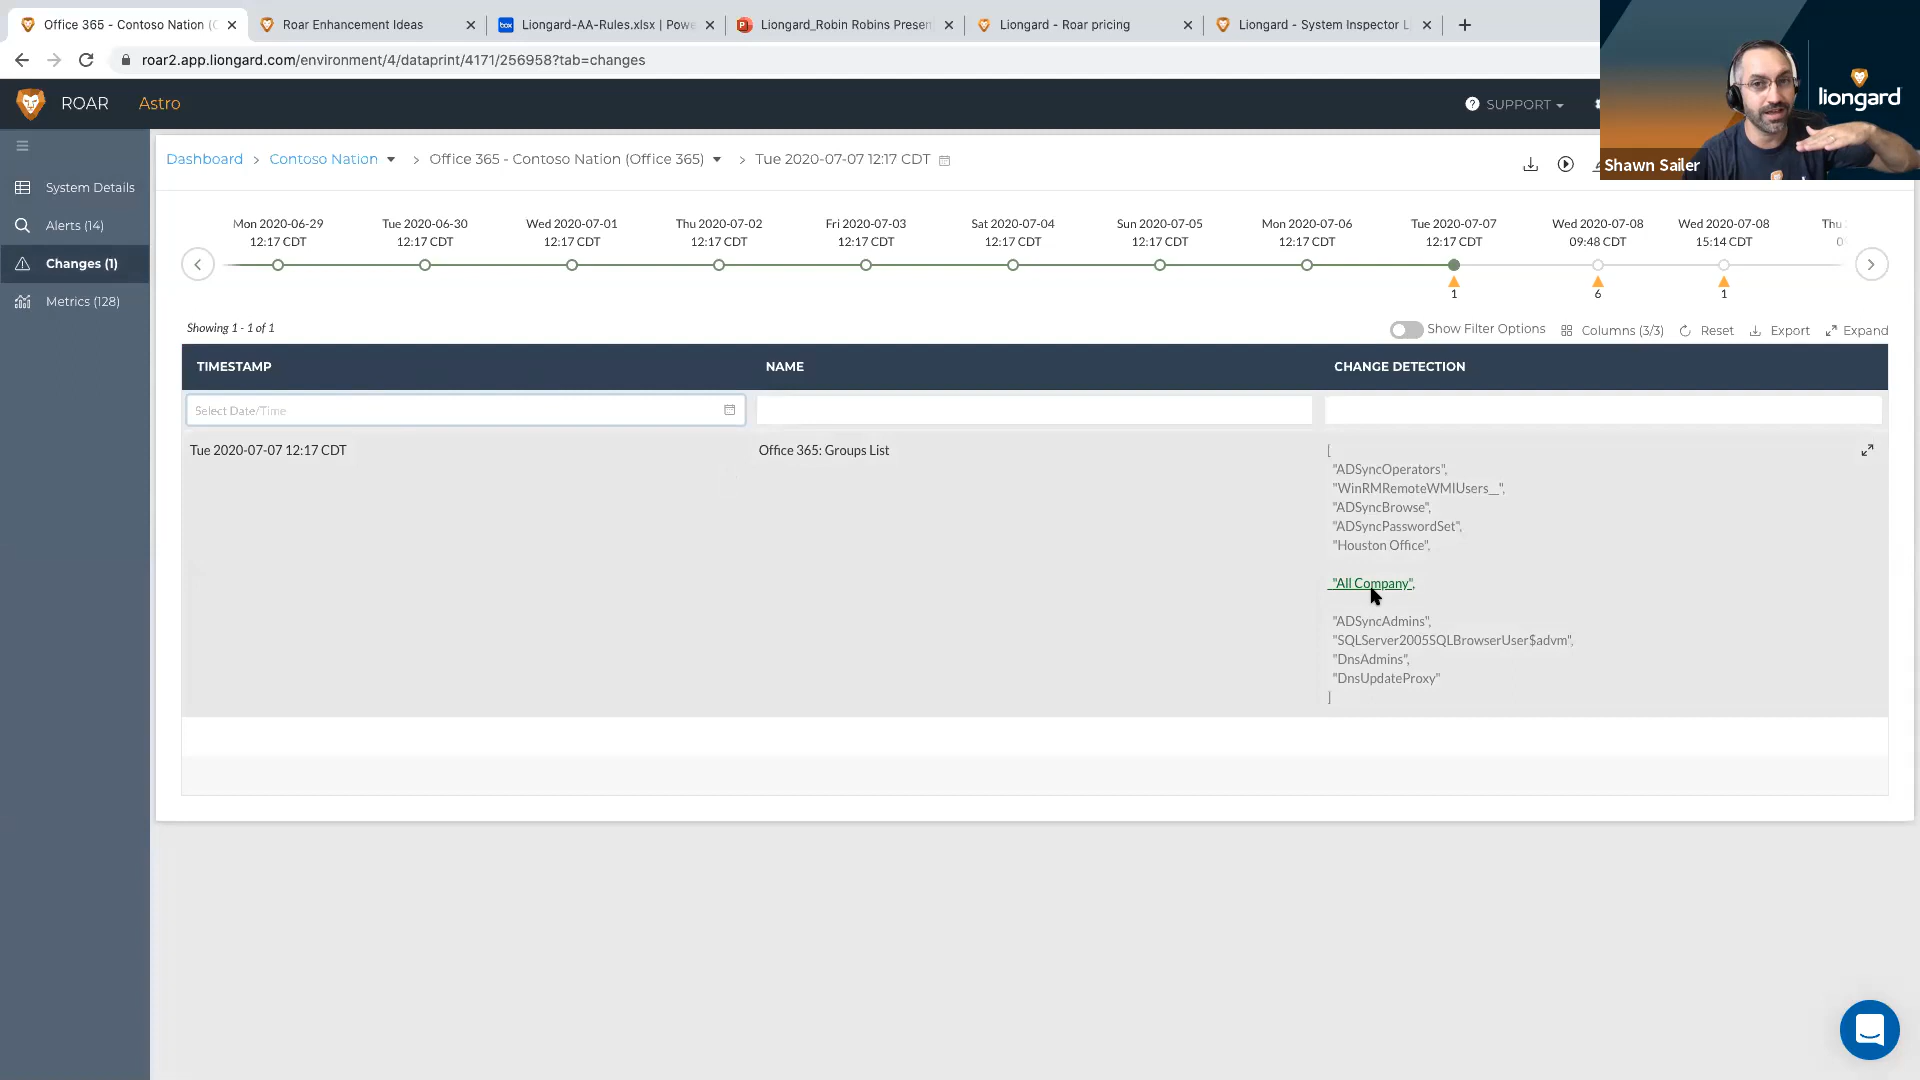 Office 365 - Contoso Nation (C
Roar Enhancement Ideas
box
Liongard-AA-Rules.xlsx | Powe
Liongard_Robin Robins Presen
Liongard - Roar pricing
Liongard - System Inspector L
roar2.app.liongard.com/environment/4/dataprint/4171/256958?tab=changes
liongard
Shawn Sailer
ROAR
Astro
SUPPORT
Dashboard > Contoso Nation > Office 365 - Contoso Nation (Office 365) > Tue 2020-07-07 12:17 CDT
System Details
Alerts (14)
Changes (1)
Metrics (128)
Mon 2020-06-29
12:17 CDT
Tue 2020-06-30
12:17 CDT
Wed 2020-07-01
12:17 CDT
Thu 2020-07-02
12:17 CDT
Fri 2020-07-03
12:17 CDT
Sat 2020-07-04
12:17 CDT
Sun 2020-07-05
12:17 CDT
Mon 2020-07-06
12:17 CDT
Tue 2020-07-07
12:17 CDT
Wed 2020-07-08
09:48 CDT
Wed 2020-07-08
15:14 CDT
Thu
1
6
1
Showing 1 - 1 of 1
Show Filter Options
Columns (3/3)
Reset
Export
Expand
TIMESTAMP
NAME
CHANGE DETECTION
Select Date/Time
Tue 2020-07-07 12:17 CDT
Office 365: Groups List
[
"ADSyncOperators",
"WinRMRemoteWMIUsers__",
"ADSyncBrowse",
"ADSyncPasswordSet",
"Houston Office",
"All Company",
"ADSyncAdmins",
"SQLServer2005SQLBrowserUser$advm",
"DnsAdmins",
"DnsUpdateProxy"
]